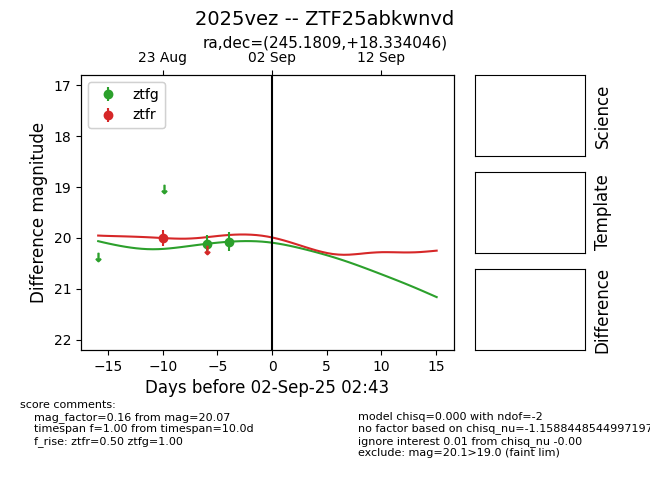 2025vez -- ZTF25abkwnvd
ra,dec=(245.1809,+18.334046)
23 Aug 02 Sep 12 Sep
ztfg
ztfr
17
18
19
20
21
22
Difference magnitude
−15 −10 −5 0 5 10 15
Days before 02-Sep-25 02:43
Science
Template
Difference
score comments:
mag_factor=0.16 from mag=20.07
timespan f=1.00 from timespan=10.0d
f_rise: ztfr=0.50 ztfg=1.00
model chisq=0.000 with ndof=-2
no factor based on chisq_nu=-1.1588448544997197
ignore interest 0.01 from chisq_nu -0.00
exclude: mag=20.1>19.0 (faint lim)